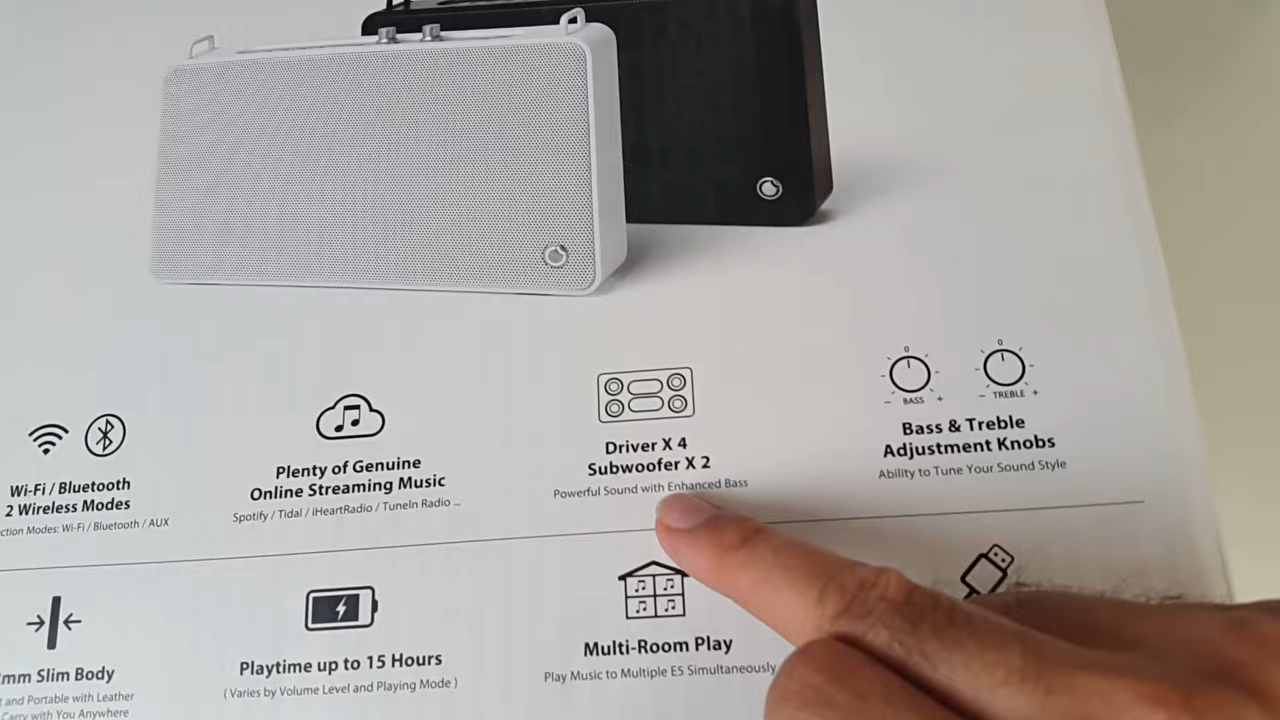 0
0
− BASS +
− TREBLE +
Wi-Fi / Bluetooth
2 Wireless Modes
Modes: Wi-Fi / Bluetooth / AUX
Plenty of Genuine
Online Streaming Music
Spotify / Tidal / iHeartRadio / TuneIn Radio ...
Driver X 4
Subwoofer X 2
Powerful Sound with Enhanced Bass
Bass & Treble
Adjustment Knobs
Ability to Tune Your Sound Style
mm Slim Body
and Portable with Leather
Carry with You Anywhere
Playtime up to 15 Hours
( Varies by Volume Level and Playing Mode )
Multi-Room Play
Play Music to Multiple E5 Simultaneously